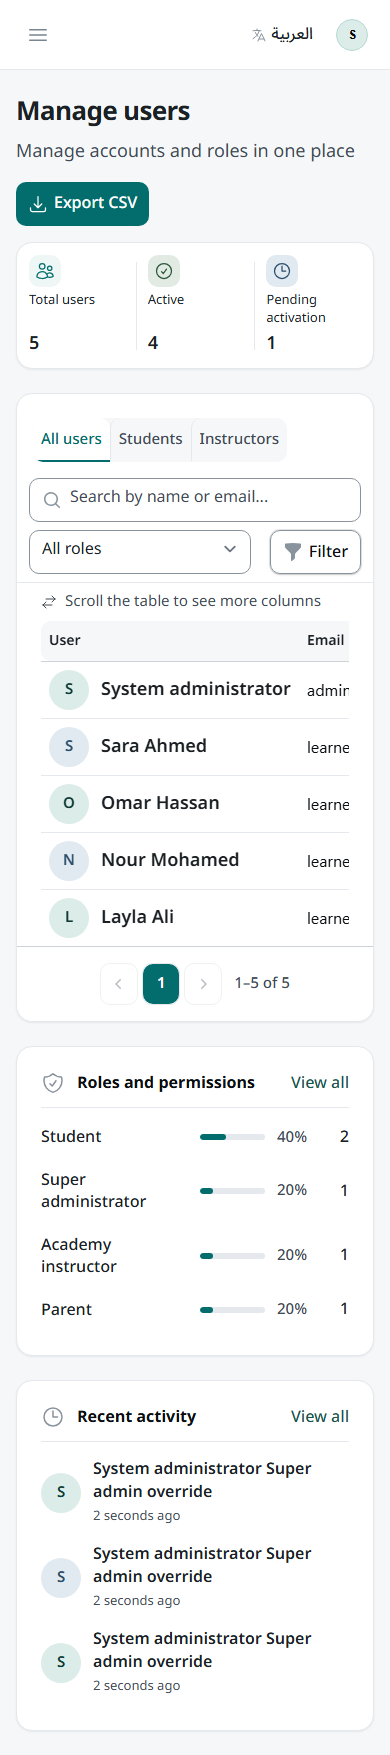 العربية
S
Manage users
Manage accounts and roles in one place
Export CSV
Total users
5
Active
4
Pending
activation
1
All users
Students
Instructors
Search by name or email...
All roles
Filter
Scroll the table to see more columns
User Email
S System administrator admin
S Sara Ahmed learne
O Omar Hassan learne
N Nour Mohamed learne
L Layla Ali learne
1 1–5 of 5
Roles and permissions View all
Student 40% 2
Super
administrator 20% 1
Academy
instructor 20% 1
Parent 20% 1
Recent activity View all
S
System administrator Super
admin override
2 seconds ago
S
System administrator Super
admin override
2 seconds ago
S
System administrator Super
admin override
2 seconds ago